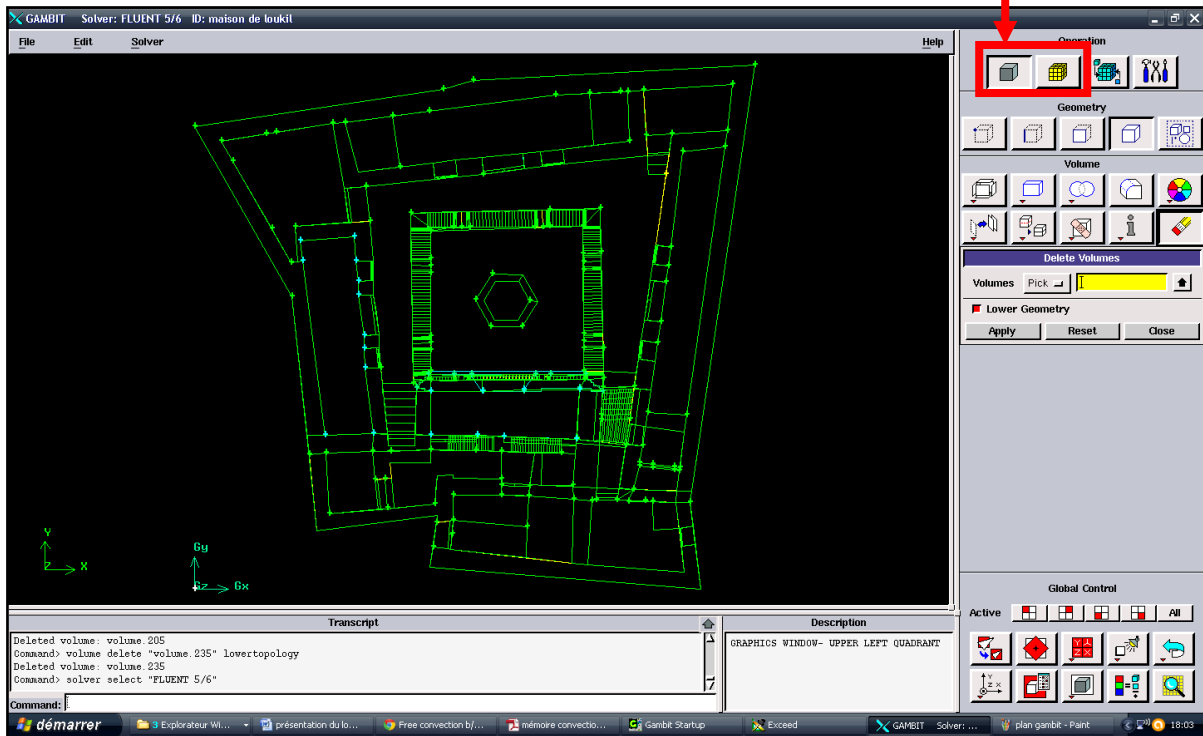 GAMBIT Solver: FLUENT 5/6 ID: maison de loukil
File Edit Solver Help
Operation
Geometry
Volume
Delete Volumes
Volumes Pick
Lower Geometry
Apply Reset Close
Y
Z X
Gy
Gz Gx
Global Control
Active All
Transcript
Deleted volume: volume.205
Command> volume delete "volume.235" lowertopology
Deleted volume: volume.235
Command> solver select "FLUENT 5/6"
Command:
Description
GRAPHICS WINDOW- UPPER LEFT QUADRANT
démarrer 3 Explorateur Wi... présentation du lo... Free convection b/... mémoire convectio... Gambit Startup Exceed GAMBIT Solver: ... plan gambit - Paint 18:03